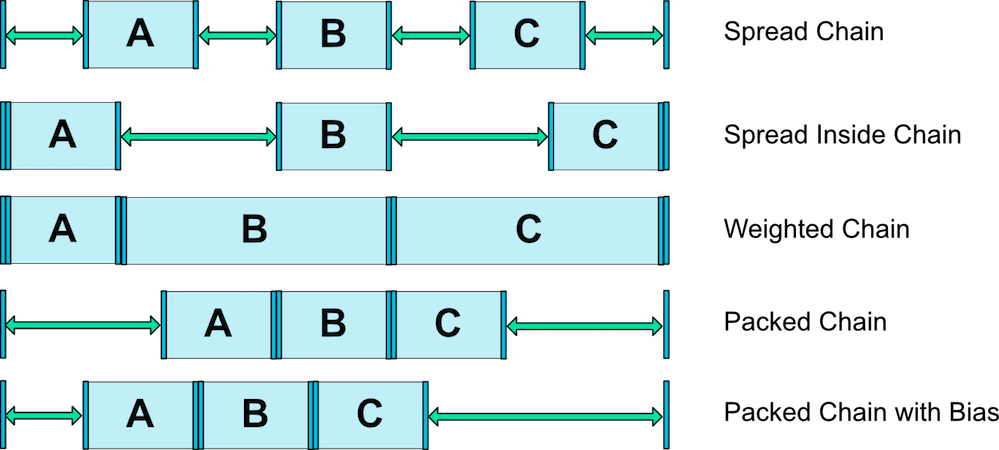 A B C Spread Chain
A B C Spread Inside Chain
A B C Weighted Chain
A B C Packed Chain
A B C Packed Chain with Bias